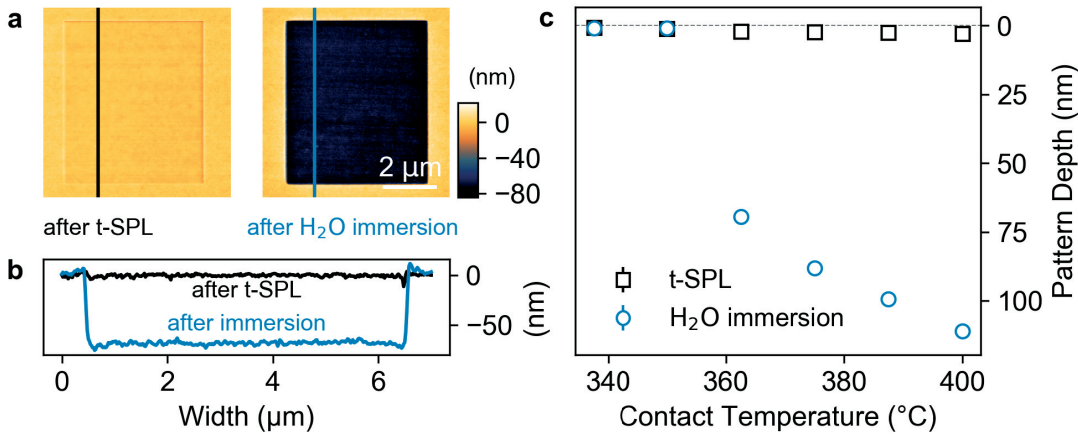 a
(nm)
0
−40
−80
2 µm
after t-SPL
after H₂O immersion
b
after t-SPL
after immersion
0
−50
(nm)
0 2 4 6
Width (µm)
c
t-SPL
H₂O immersion
0
25
50
75
100
Pattern Depth (nm)
340 360 380 400
Contact Temperature (°C)